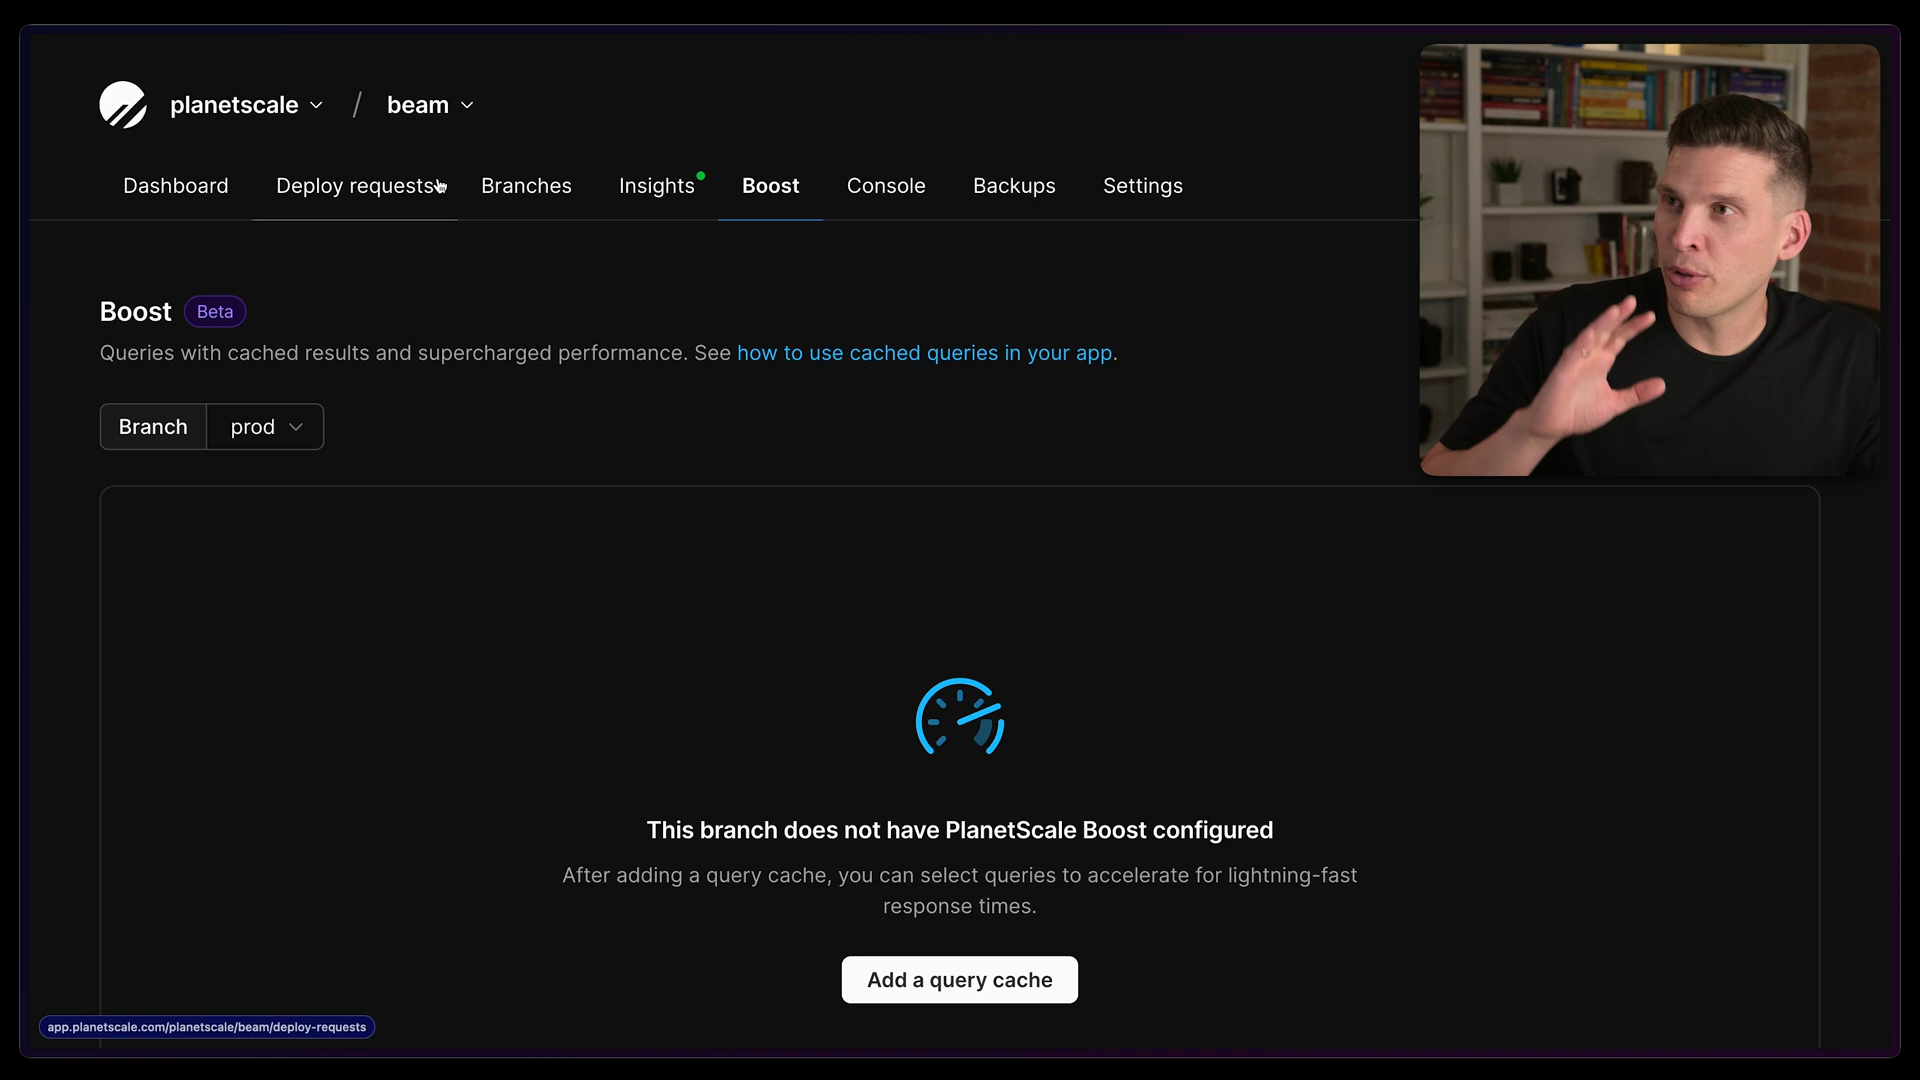 planetscale / beam
Dashboard Deploy requests Branches Insights Boost Console Backups Settings
Boost Beta
Queries with cached results and supercharged performance. See how to use cached queries in your app.
Branch prod
This branch does not have PlanetScale Boost configured
After adding a query cache, you can select queries to accelerate for lightning-fast
response times.
Add a query cache
app.planetscale.com/planetscale/beam/deploy-requests